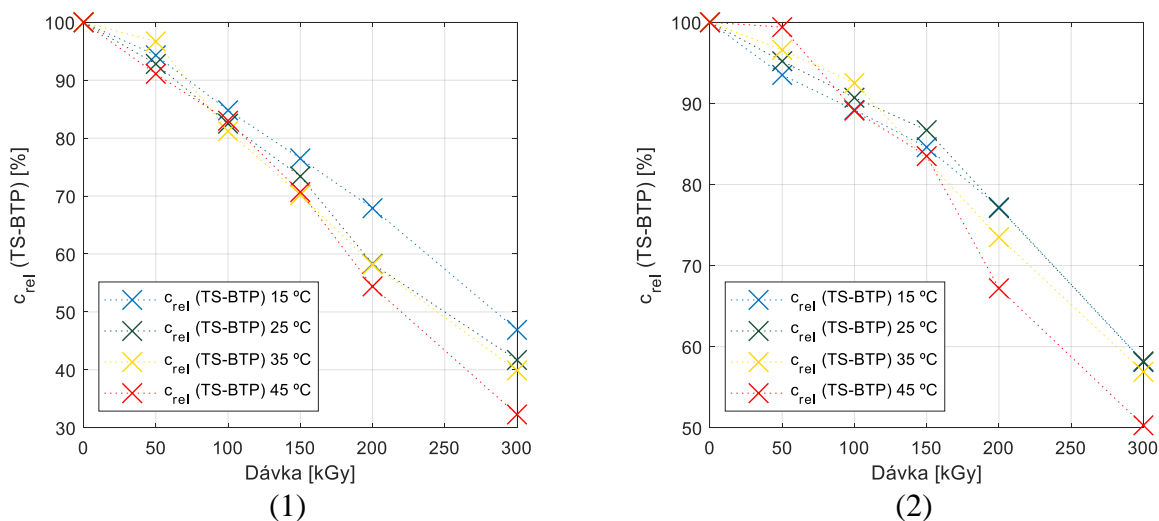 100
90
80
70
60
50
40
30
c_rel (TS-BTP) [%]
c_rel (TS-BTP) 15 ºC
c_rel (TS-BTP) 25 ºC
c_rel (TS-BTP) 35 ºC
c_rel (TS-BTP) 45 ºC
0 50 100 150 200 250 300
Dávka [kGy]
(1)
100
90
80
70
60
50
c_rel (TS-BTP) [%]
c_rel (TS-BTP) 15 ºC
c_rel (TS-BTP) 25 ºC
c_rel (TS-BTP) 35 ºC
c_rel (TS-BTP) 45 ºC
0 50 100 150 200 250 300
Dávka [kGy]
(2)